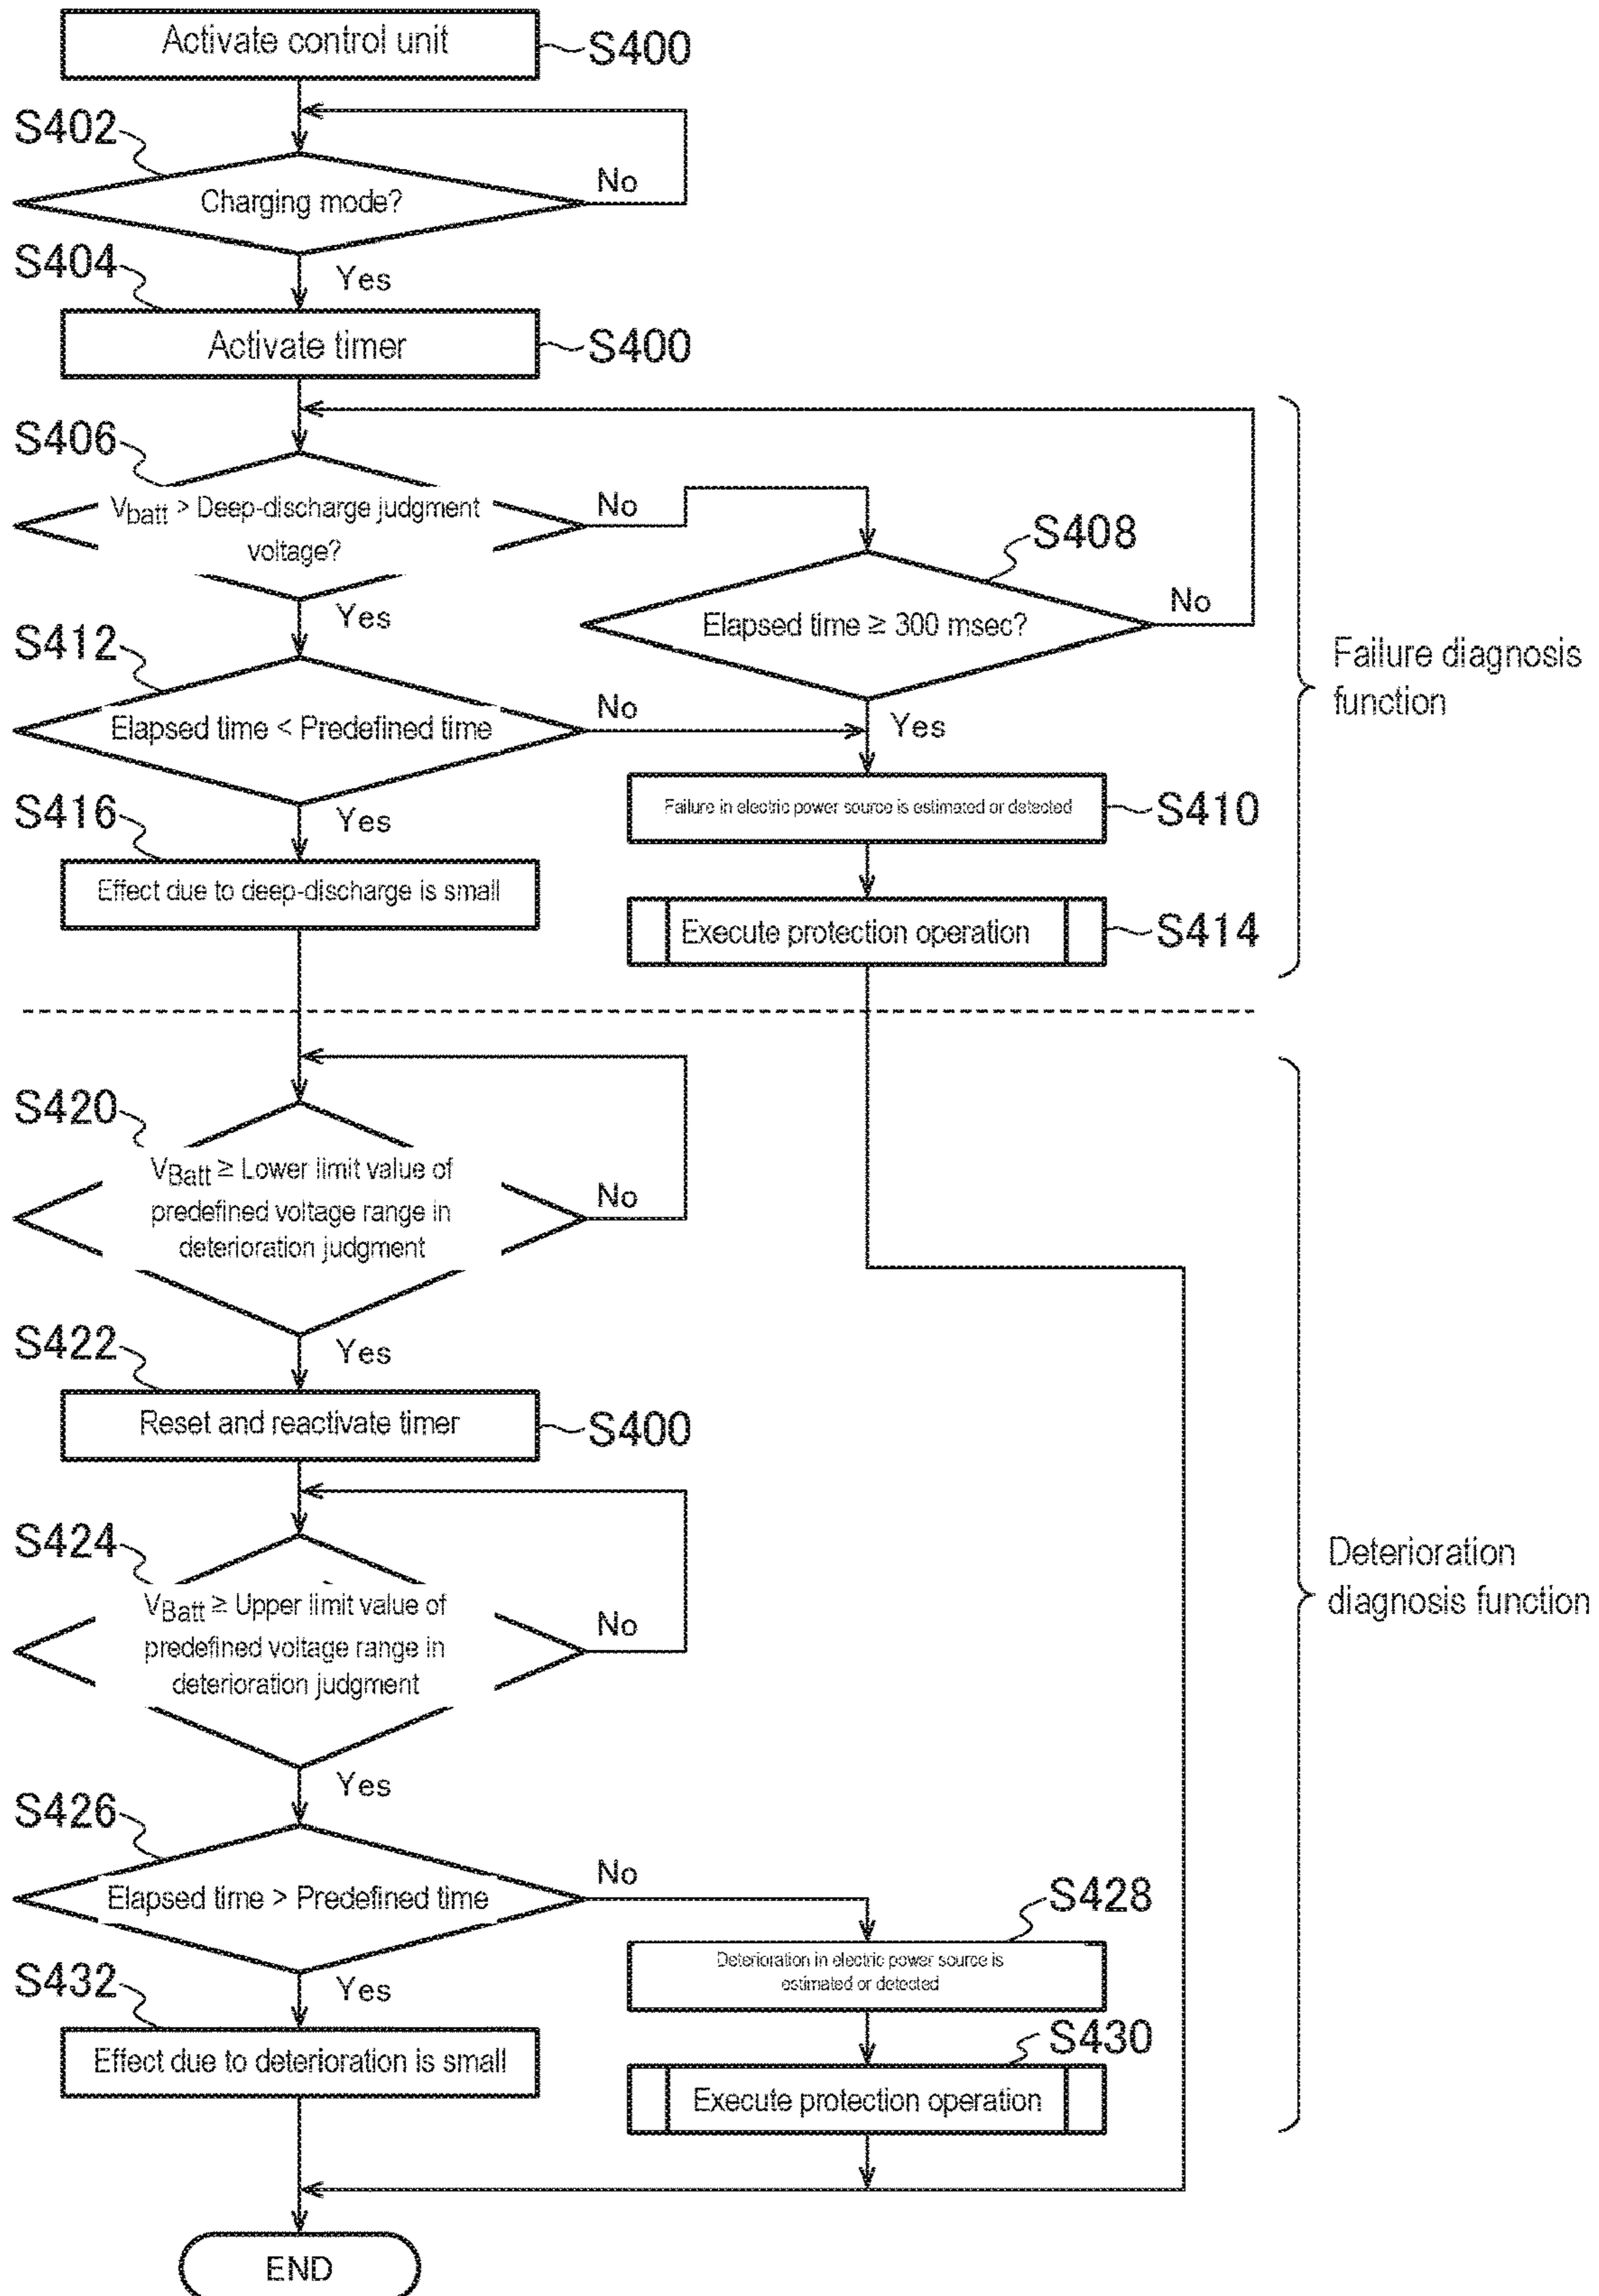 Activate control unit
S400
S402
Charging mode?
No
S404
Yes
Activate timer
S400
S406
Vbatt > Deep-discharge judgment
voltage?
No
S408
Yes
Elapsed time ≥ 300 msec?
No
S412
Elapsed time < Predefined time
No
Yes
Failure diagnosis
function
S416
Yes
Failure in electric power source is estimated or detected
S410
Effect due to deep-discharge is small
Execute protection operation
S414
S420
VBatt ≥ Lower limit value of
predefined voltage range in
deterioration judgment
No
S422
Yes
Reset and reactivate timer
S400
S424
VBatt ≥ Upper limit value of
predefined voltage range in
deterioration judgment
No
Deterioration
diagnosis function
Yes
S426
Elapsed time > Predefined time
No
S428
Deterioration in electric power source is
estimated or detected
S432
Yes
S430
Effect due to deterioration is small
Execute protection operation
END